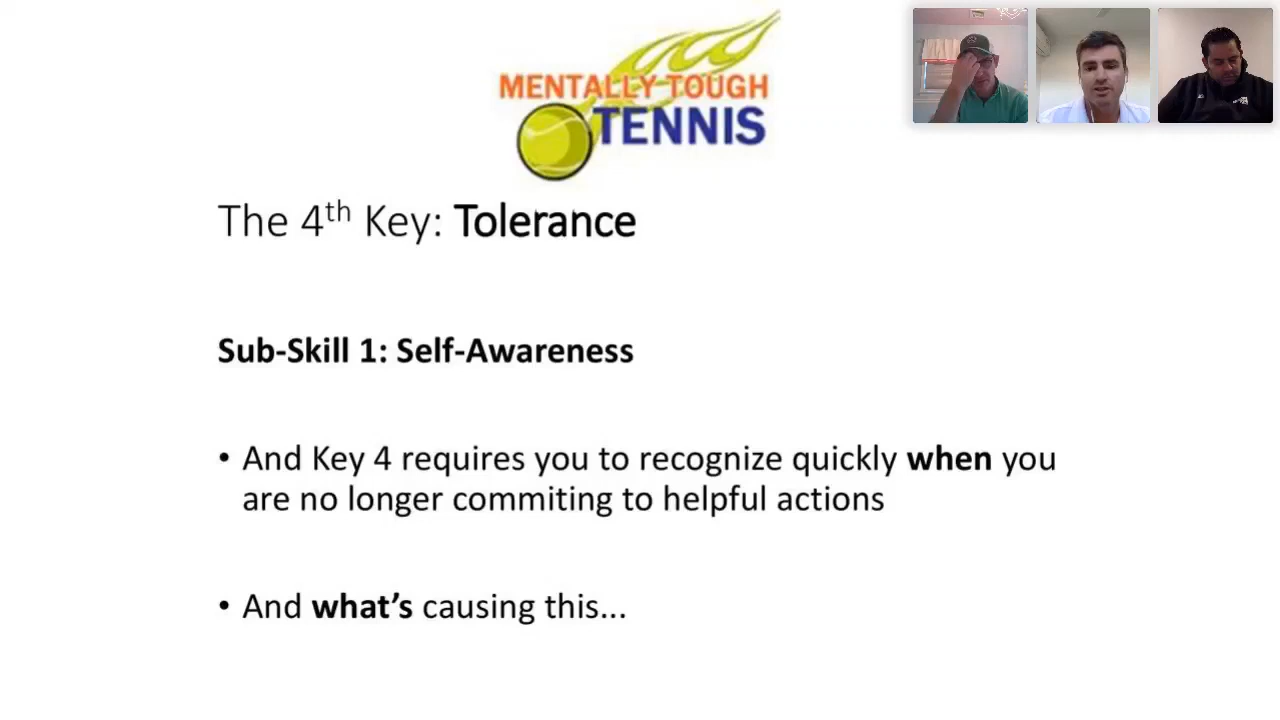 MENTALLY TOUGH
TENNIS
The 4th Key: Tolerance
Sub-Skill 1: Self-Awareness
• And Key 4 requires you to recognize quickly when you
are no longer commiting to helpful actions
• And what's causing this...